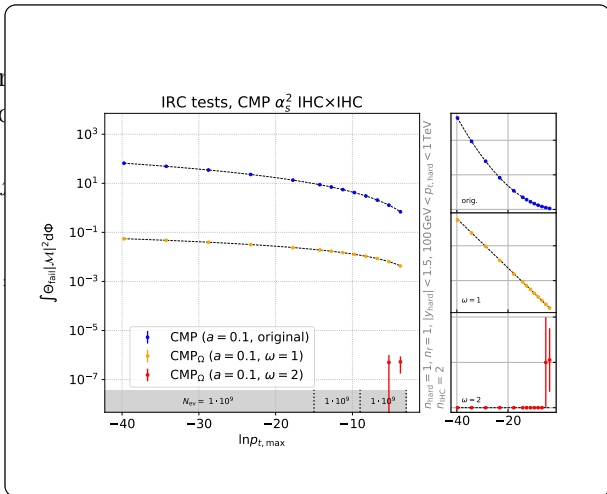 IRC tests, CMP α_s^2 IHC×IHC
10^3
10^1
10^−1
10^−3
10^−5
10^−7
∫Θ_fail|ℳ|^2dΦ
CMP (a = 0.1, original)
CMP_Ω (a = 0.1, ω = 1)
CMP_Ω (a = 0.1, ω = 2)
N_ev = 1 · 10^9
1 · 10^9
1 · 10^9
−40
−30
−20
−10
ln p_t,max
n_hard = 1, n_f = 1, |y_hard| < 1.5, 100 GeV < p_t,hard < 1 TeV
n_IHC = 2
orig.
ω = 1
ω = 2
−40
−20